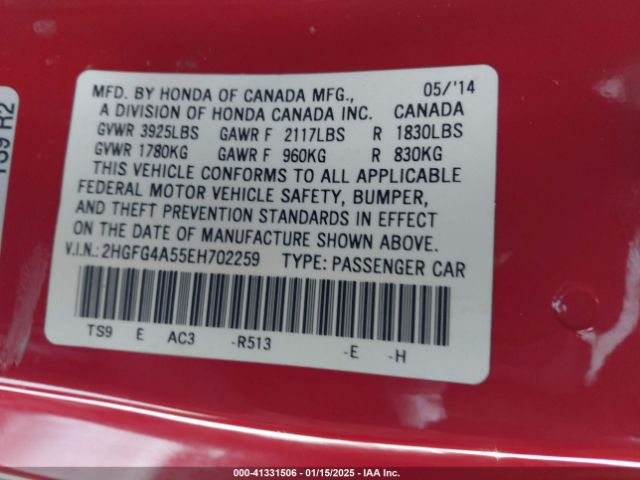 MFD. BY HONDA OF CANADA MFG., 05/'14
A DIVISION OF HONDA CANADA INC. CANADA
GVWR 3925LBS GAWR F 2117LBS R 1830LBS
GVWR 1780KG GAWR F 960KG R 830KG
THIS VEHICLE CONFORMS TO ALL APPLICABLE
FEDERAL MOTOR VEHICLE SAFETY, BUMPER,
AND THEFT PREVENTION STANDARDS IN EFFECT
ON THE DATE OF MANUFACTURE SHOWN ABOVE.
V.I.N.: 2HGFG4A55EH702259 TYPE: PASSENGER CAR
TS9 E AC3 -R513 -E -H
R2
000-41331506 — 01/15/2025 — IAA Inc.